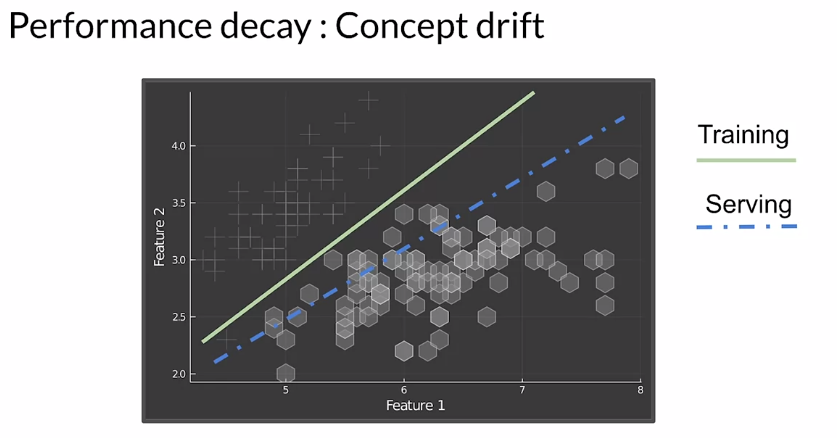 Performance decay : Concept drift
4.0
3.5
3.0
2.5
2.0
Feature 2
5 6 7 8
Feature 1
Training
Serving